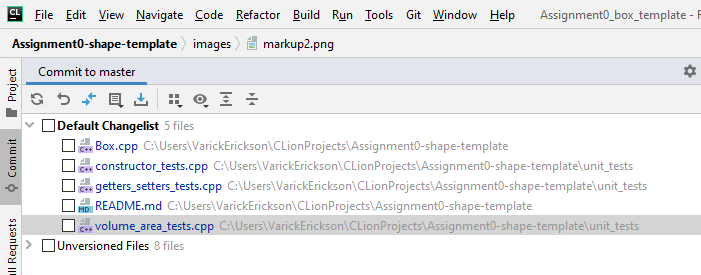 CL File Edit View Navigate Code Refactor Build Run Tools Git Window Help Assignment0_box_template - F
Assignment0-shape-template images markup2.png
Commit to master
Project
Commit
ll Requests
Default Changelist 5 files
Box.cpp C:\Users\VarickErickson\CLionProjects\Assignment0-shape-template
constructor_tests.cpp C:\Users\VarickErickson\CLionProjects\Assignment0-shape-template\unit_tests
getters_setters_tests.cpp C:\Users\VarickErickson\CLionProjects\Assignment0-shape-template\unit_tests
README.md C:\Users\VarickErickson\CLionProjects\Assignment0-shape-template
volume_area_tests.cpp C:\Users\VarickErickson\CLionProjects\Assignment0-shape-template\unit_tests
Unversioned Files 8 files